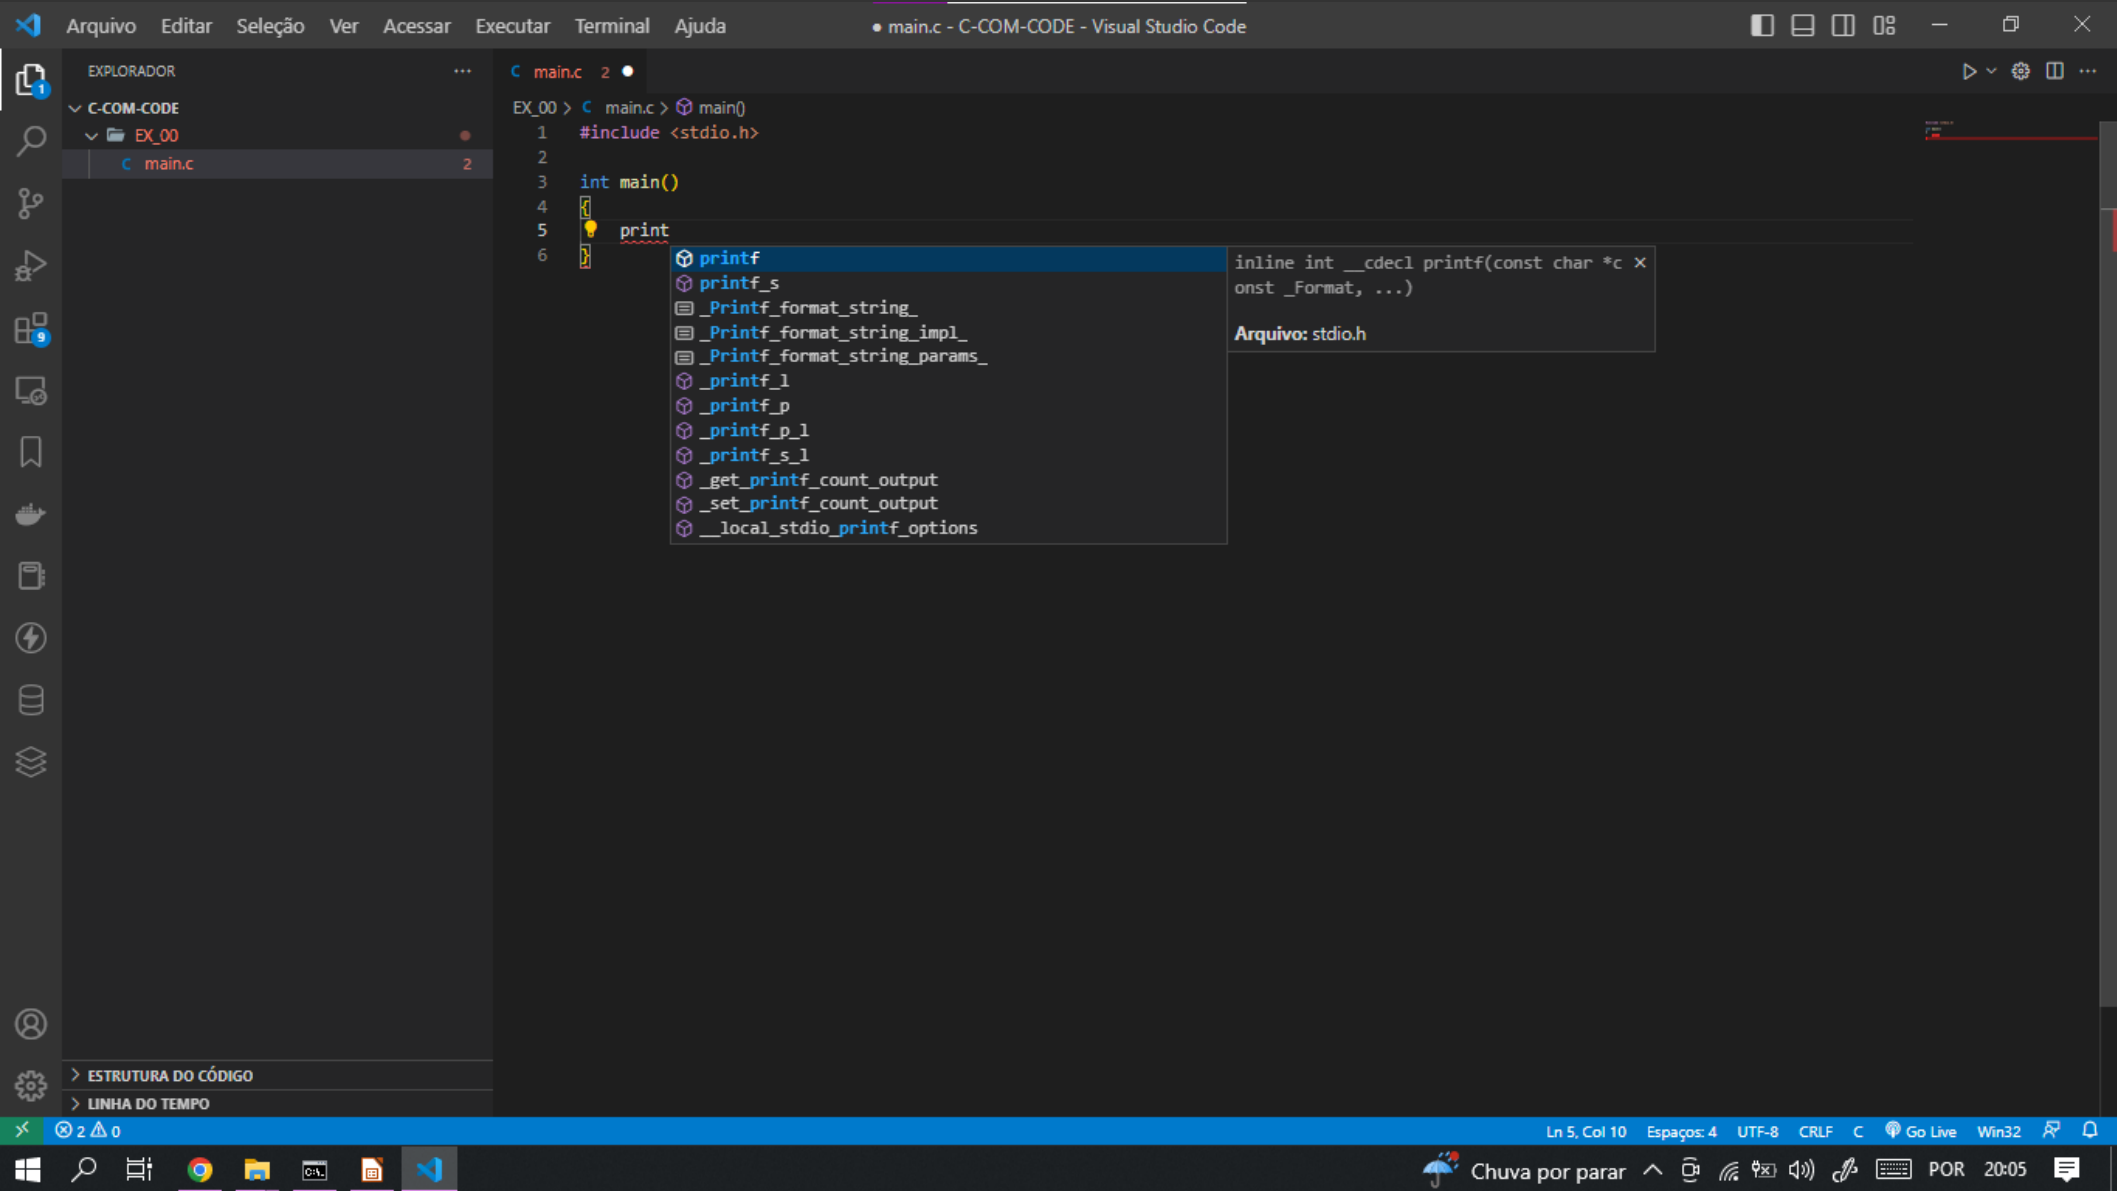 Arquivo Editar Seleção Ver Acessar Executar Terminal Ajuda ● main.c - C-COM-CODE - Visual Studio Code
EXPLORADOR
1
C-COM-CODE
EX_00
C main.c 2
9
ESTRUTURA DO CÓDIGO
LINHA DO TEMPO
C main.c 2
EX_00 > C main.c > main()
1 #include <stdio.h>
2
3 int main()
4 {
5 print
6 }
printf
printf_s
_Printf_format_string_
_Printf_format_string_impl_
_Printf_format_string_params_
_printf_l
_printf_p
_printf_p_l
_printf_s_l
_get_printf_count_output
_set_printf_count_output
__local_stdio_printf_options
inline int __cdecl printf(const char *c
onst _Format, ...)
Arquivo: stdio.h
2 0 Ln 5, Col 10 Espaços: 4 UTF-8 CRLF C Go Live Win32
C:\. Chuva por parar POR 20:05